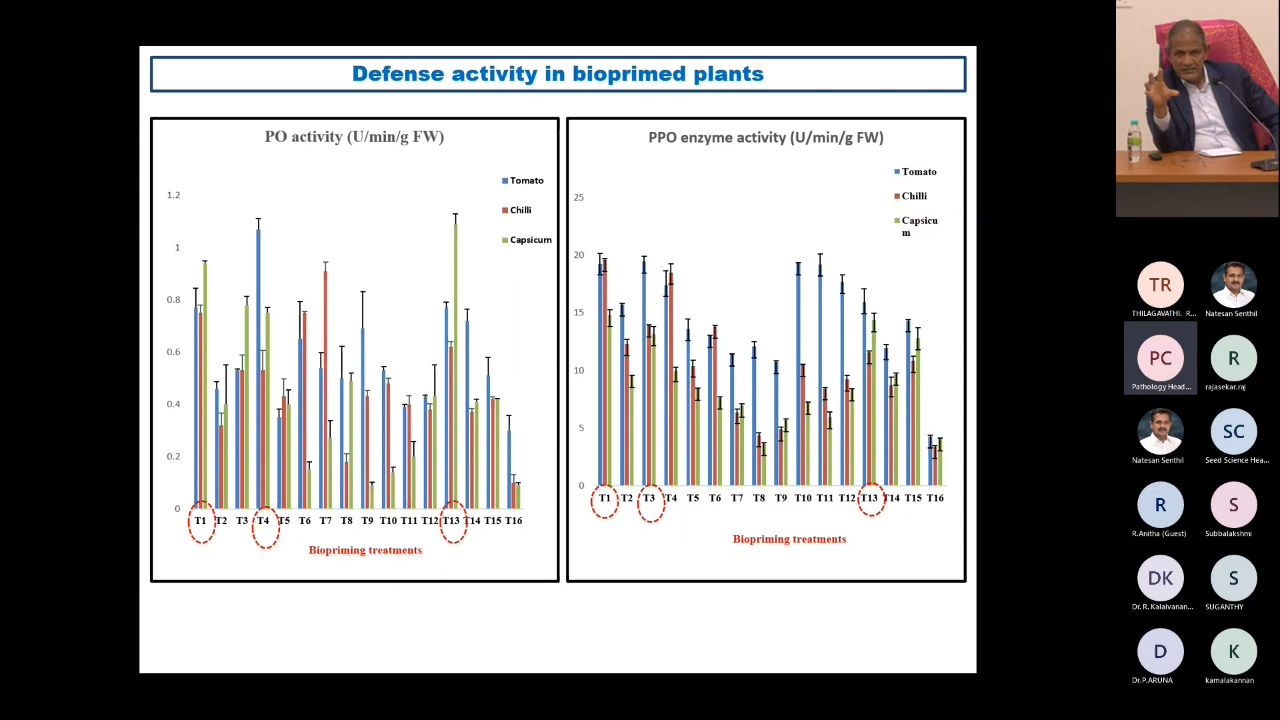 Defense activity in bioprimed plants
PO activity (U/min/g FW)
Tomato
Chilli
Capsicum
1.2
1
0.8
0.6
0.4
0.2
0
T1 T2 T3 T4 T5 T6 T7 T8 T9 T10 T11 T12 T13 T14 T15 T16
Biopriming treatments
PPO enzyme activity (U/min/g FW)
Tomato
Chilli
Capsicu
m
25
20
15
10
5
0
T1 T2 T3 T4 T5 T6 T7 T8 T9 T10 T11 T12 T13 T14 T15 T16
Biopriming treatments
TR
THILAGAVATHI. R...
Natesan Senthil
PC
Pathology Head...
R
rajasekar.raj
Natesan Senthil
SC
Seed Science Hea...
R
R.Anitha (Guest)
S
Subbalakshmi
DK
Dr. R. Kalaivanan...
S
SUGANTHY
D
Dr.P.ARUNA
K
kamalakannan